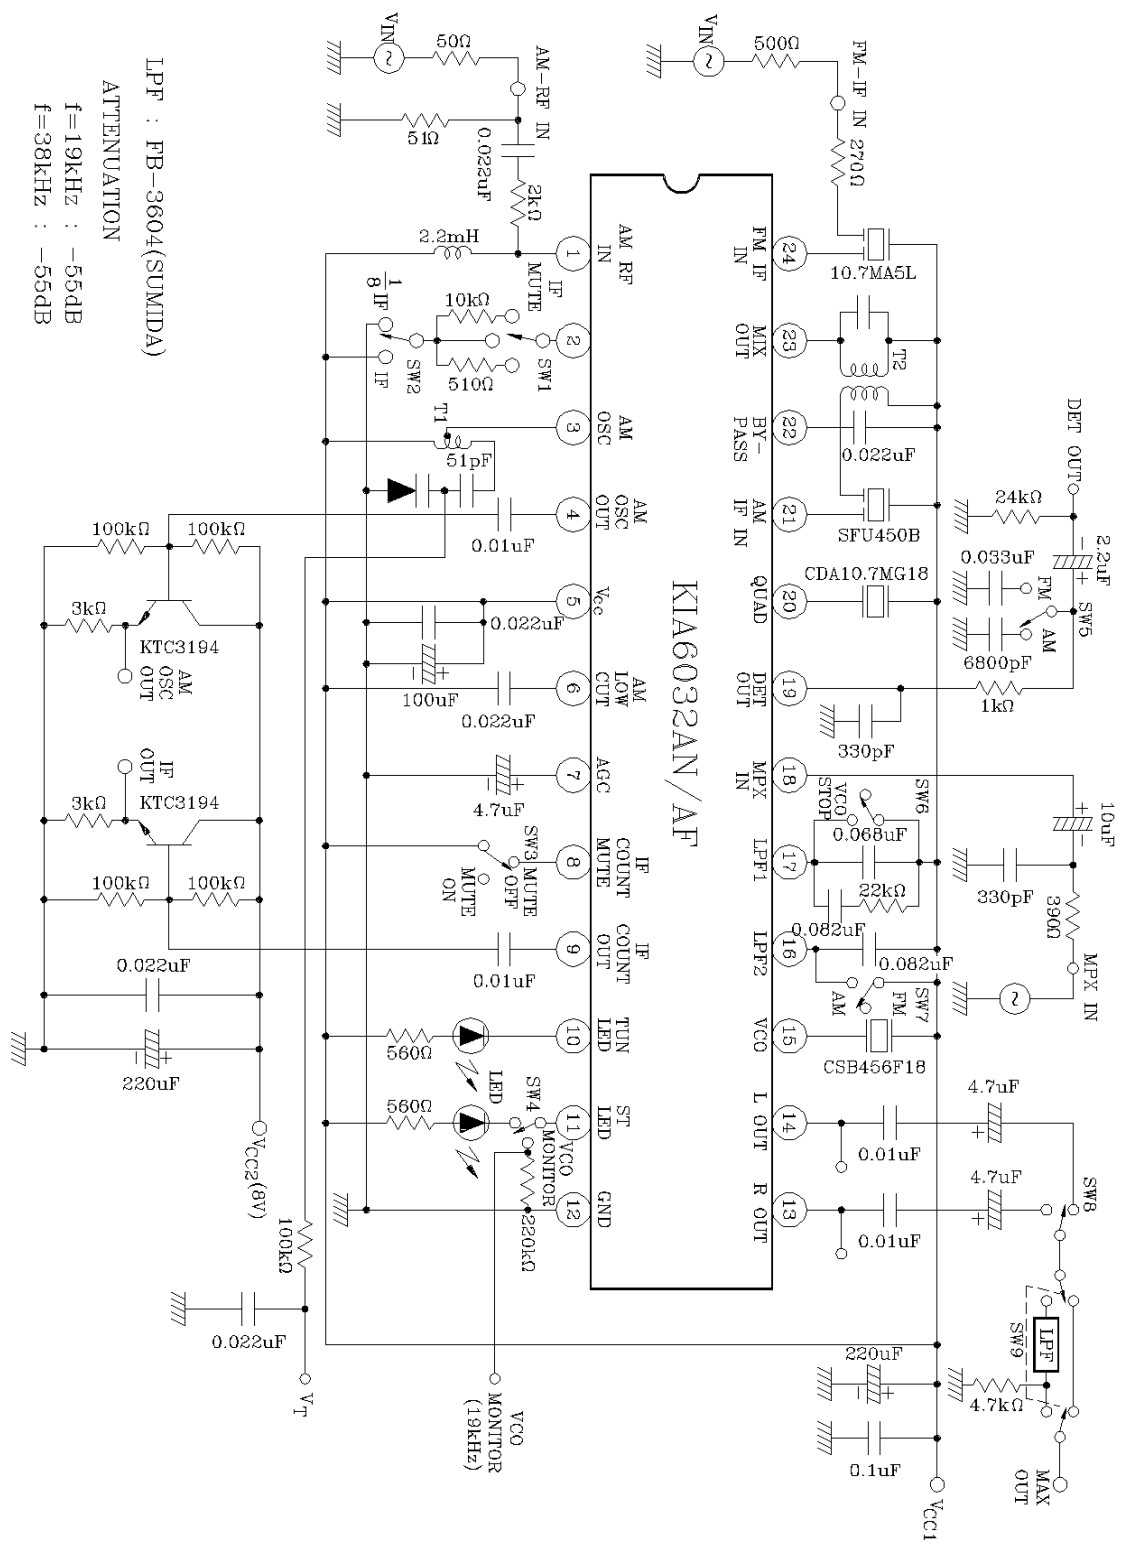 VIN
50Ω
AM-RF IN
51Ω
0.022uF
2kΩ
VIN
500Ω
FM-IF IN
270Ω
LPF : FB-3604(SUMIDA)
ATTENUATION
f=19kHz : -55dB
f=38kHz : -55dB
KIA6032AN/AF
1
AM RF
IN
2
3
AM
OSC
4
AM
OSC
OUT
5
Vcc
6
AM
LOW
CUT
7
AGC
8
IF
COUNT
MUTE
9
IF
COUNT
OUT
10
TUN
LED
11
ST
LED
12
GND
24
FM IF
IN
23
MIX
OUT
22
BY-
PASS
21
AM
IF IN
20
QUAD
19
DET
OUT
18
MPX
IN
17
LPF1
16
LPF2
15
VCO
14
L OUT
13
R OUT
2.2mH
IF
MUTE
10kΩ
510Ω
SW1
SW2
1/8 IF
IF
T1
51pF
0.01uF
0.022uF
100uF
0.022uF
4.7uF
SW3
MUTE
OFF
MUTE
ON
0.01uF
560Ω
LED
560Ω
SW4
VCO
MONITOR
220kΩ
VCO
MONITOR
(19kHz)
100kΩ
0.022uF
VT
100kΩ
100kΩ
3kΩ
KTC3194
AM
OSC
OUT
IF
OUT
3kΩ
KTC3194
100kΩ
100kΩ
0.022uF
220uF
VCC2(8V)
10.7MA5L
T2
0.022uF
SFU450B
CDA10.7MG18
DET OUT
24kΩ
2.2uF
0.033uF
FM
SW5
AM
6800pF
1kΩ
330pF
10uF
330pF
390Ω
MPX IN
SW6
VCO
STOP
0.068uF
22kΩ
0.082uF
0.082uF
AM
FM
SW7
CSB456F18
4.7uF
0.01uF
4.7uF
0.01uF
SW8
SW9
LPF
4.7kΩ
MAX
OUT
220uF
0.1uF
VCC1